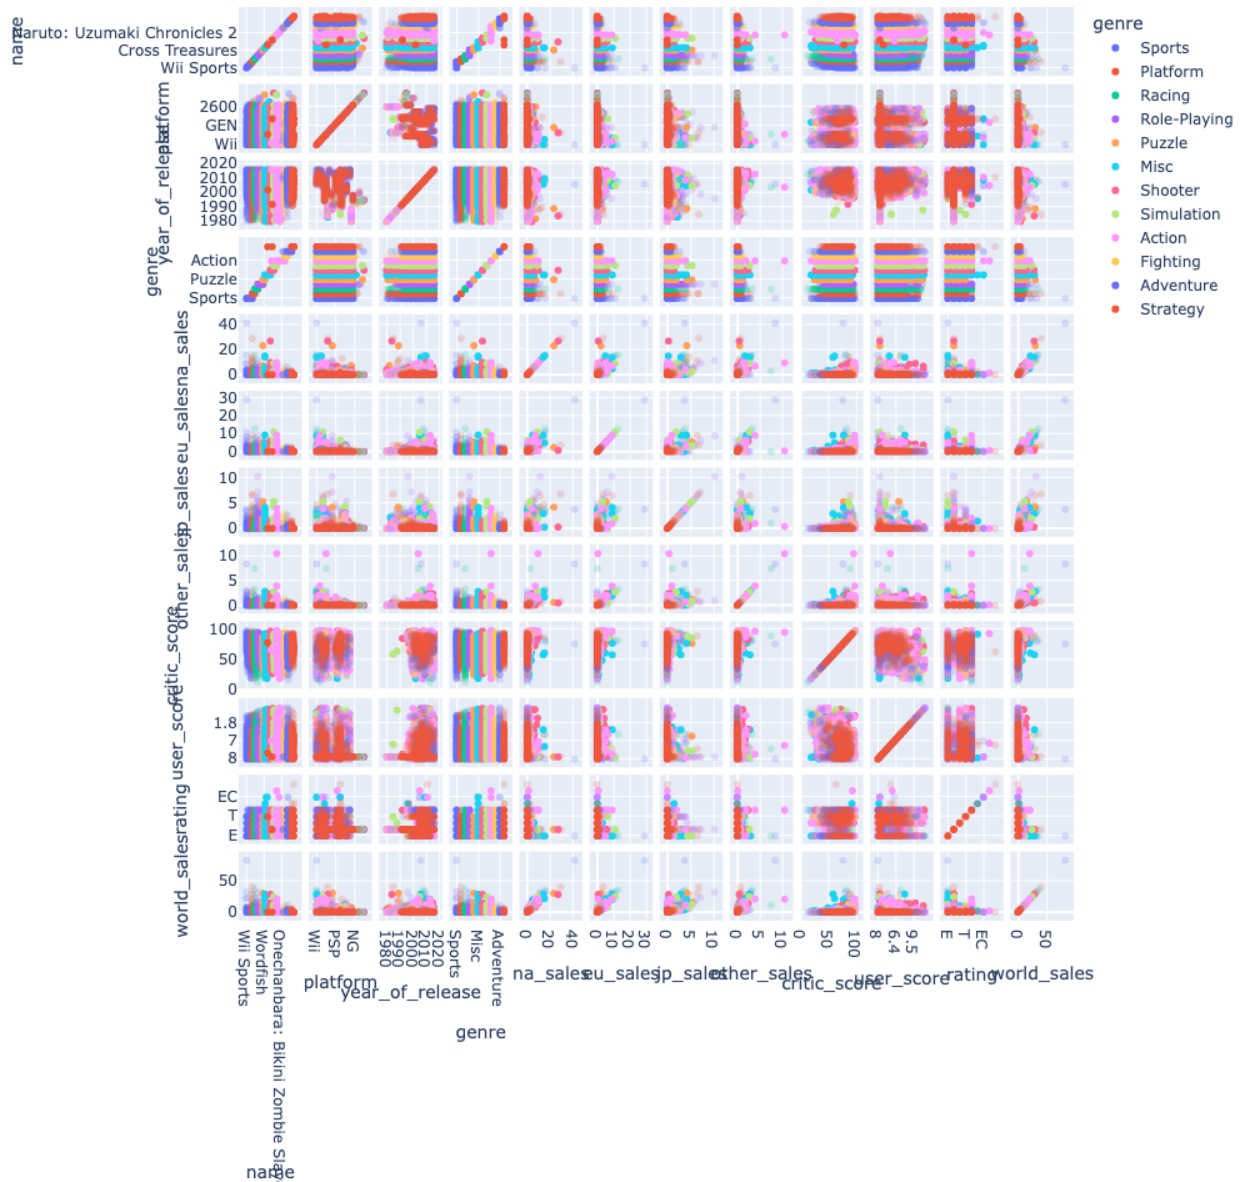 genre
Sports
Platform
Racing
Role-Playing
Puzzle
Misc
Shooter
Simulation
Action
Fighting
Adventure
Strategy
name
Naruto: Uzumaki Chronicles 2
Cross Treasures
Wii Sports
platform
2600
GEN
Wii
year_of_release
2020
2010
2000
1990
1980
genre
Action
Puzzle
Sports
na_sales
40
20
0
eu_sales
30
20
10
0
jp_sales
10
5
0
other_sales
10
5
0
critic_score
100
50
0
user_score
1.8
7
8
rating
EC
T
E
world_sales
50
0
Wii Sports
Wordfish
Onechanbara: Bikini Zombie Slay
name
Wii
PSP
NG
platform
1980
1990
2000
2010
2020
year_of_release
Sports
Misc
Adventure
genre
0
20
40
na_sales
0
10
20
30
eu_sales
0
5
10
jp_sales
0
5
10
other_sales
0
50
100
critic_score
8
6.4
9.5
user_score
E
T
EC
rating
0
50
world_sales